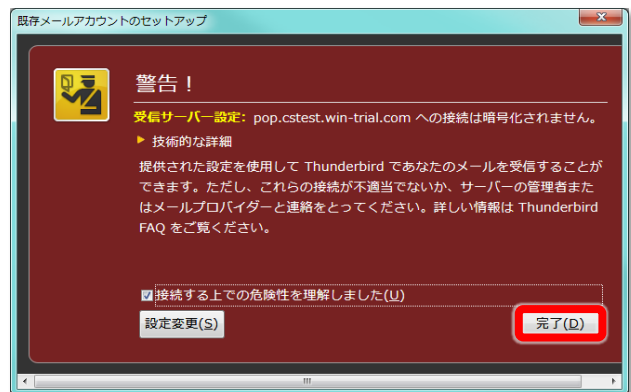 既存メールアカウントのセットアップ
警告！
受信サーバー設定: pop.cstest.win-trial.com への接続は暗号化されません。
技術的な詳細
提供された設定を使用して Thunderbird であなたのメールを受信することが
できます。ただし、これらの接続が不適当でないか、サーバーの管理者また
はメールプロバイダーと連絡をとってください。詳しい情報は Thunderbird
FAQ をご覧ください。
接続する上での危険性を理解しました(U)
設定変更(S)
完了(D)